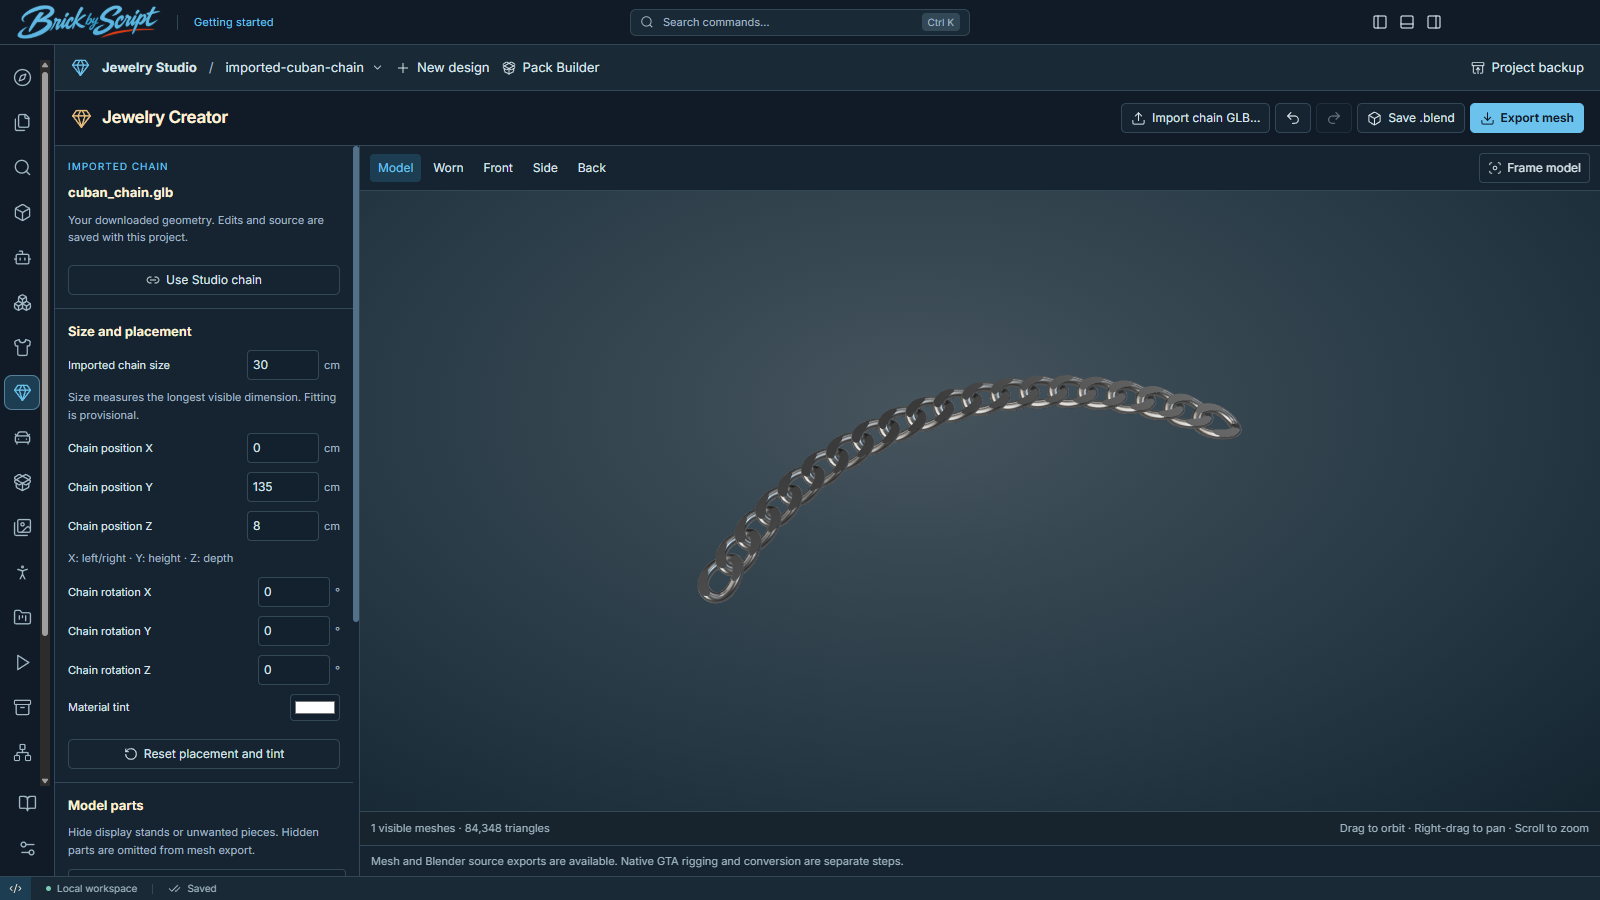 Brick by Script
Getting started
Search commands...
Ctrl K
Jewelry Studio / imported-cuban-chain
New design
Pack Builder
Project backup
Jewelry Creator
Import chain GLB...
Save .blend
Export mesh
IMPORTED CHAIN
cuban_chain.glb
Your downloaded geometry. Edits and source are
saved with this project.
Use Studio chain
Size and placement
Imported chain size 30 cm
Size measures the longest visible dimension. Fitting
is provisional.
Chain position X 0 cm
Chain position Y 135 cm
Chain position Z 8 cm
X: left/right · Y: height · Z: depth
Chain rotation X 0 °
Chain rotation Y 0 °
Chain rotation Z 0 °
Material tint
Reset placement and tint
Model parts
Hide display stands or unwanted pieces. Hidden
parts are omitted from mesh export.
Model Worn Front Side Back
Frame model
1 visible meshes · 84,348 triangles
Drag to orbit · Right-drag to pan · Scroll to zoom
Mesh and Blender source exports are available. Native GTA rigging and conversion are separate steps.
Local workspace
Saved